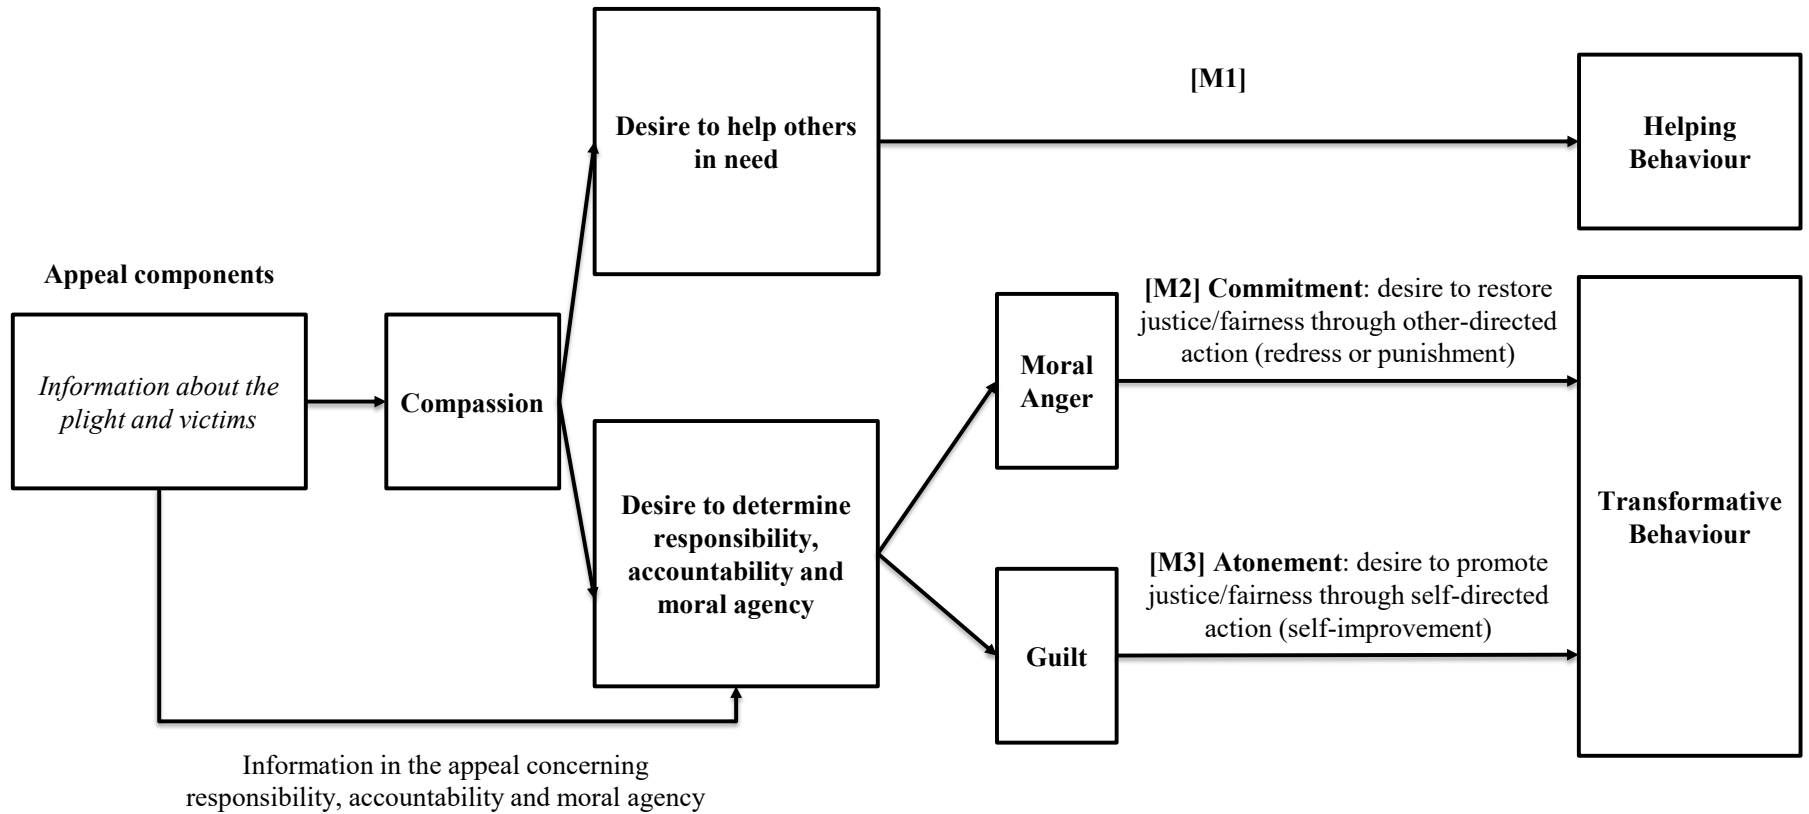 Desire to help others
in need
[M1]
Helping
Behaviour
Appeal components
Information about the
plight and victims
Compassion
Desire to determine
responsibility,
accountability and
moral agency
Moral
Anger
[M2] Commitment: desire to restore
justice/fairness through other-directed
action (redress or punishment)
Guilt
[M3] Atonement: desire to promote
justice/fairness through self-directed
action (self-improvement)
Transformative
Behaviour
Information in the appeal concerning
responsibility, accountability and moral agency